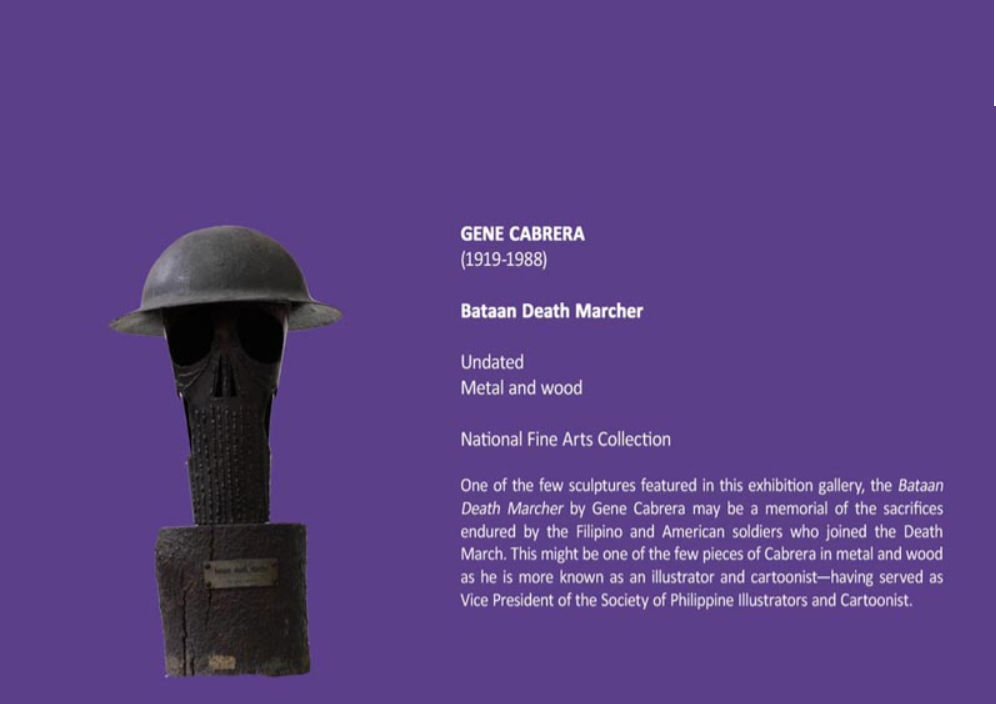 GENE CABRERA
(1919-1988)
Bataan Death Marcher
Undated
Metal and wood
National Fine Arts Collection
One of the few sculptures featured in this exhibition gallery, the Bataan
Death Marcher by Gene Cabrera may be a memorial of the sacrifices
endured by the Filipino and American soldiers who joined the Death
March. This might be one of the few pieces of Cabrera in metal and wood
as he is more known as an illustrator and cartoonist—having served as
Vice President of the Society of Philippine Illustrators and Cartoonist.